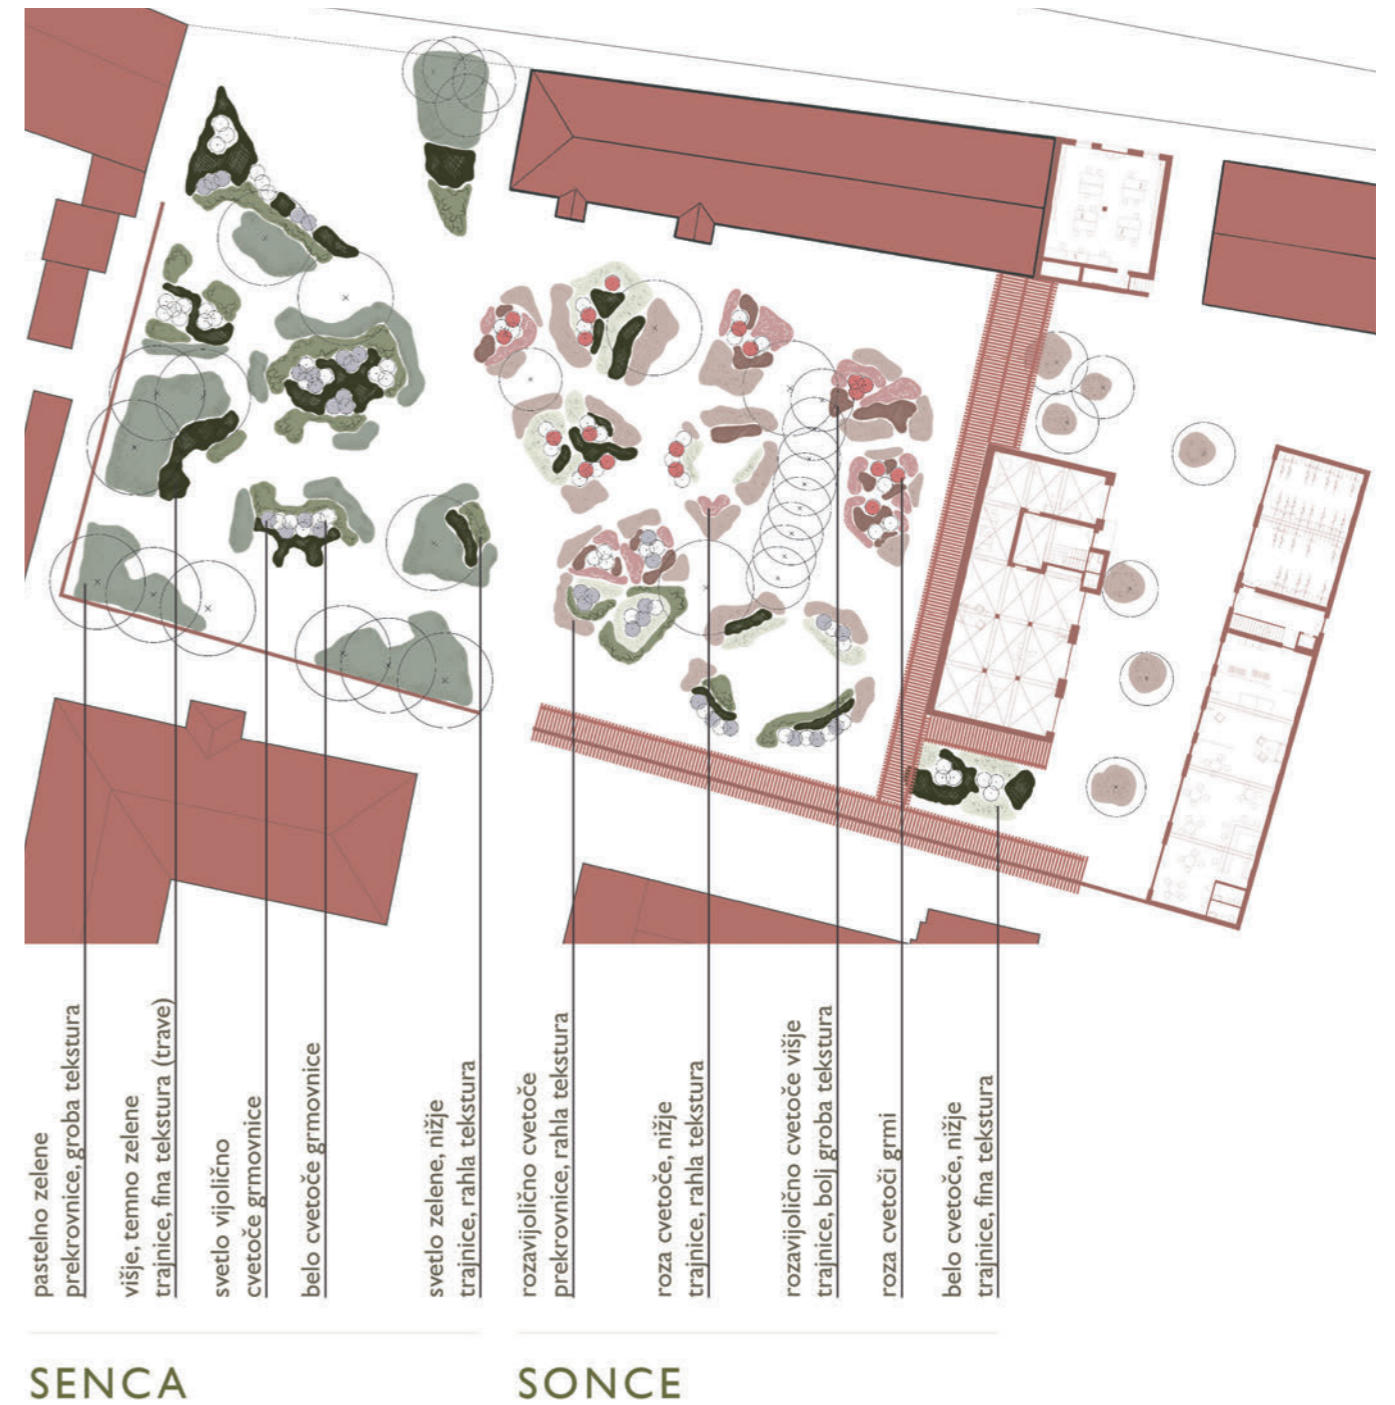 pastelno zelene
prekrovnice, groba tekstura
višje, temno zelene
trajnice, fina tekstura (trave)
svetlo vijolično
cvetoče grmovnice
belo cvetoče grmovnice
svetlo zelene, nižje
trajnice, rahla tekstura
rozavijolično cvetoče
prekrovnice, rahla tekstura
roza cvetoče, nižje
trajnice, rahla tekstura
rozavijolično cvetoče višje
trajnice, bolj groba tekstura
roza cvetoči grmi
belo cvetoče, nižje
trajnice, fina tekstura
SENCA
SONCE